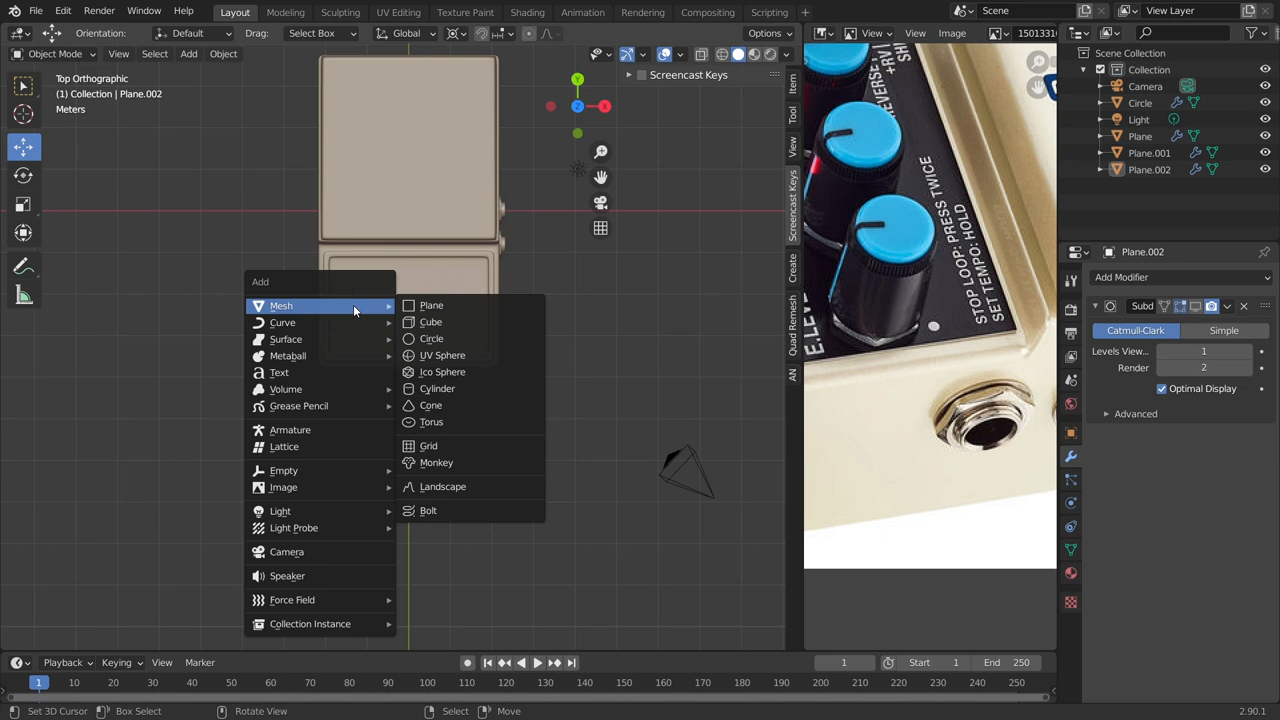 File Edit Render Window Help
Layout Modeling Sculpting UV Editing Texture Paint Shading Animation Rendering Compositing Scripting +
Scene View Layer
Orientation: Default Drag: Select Box Global Options
View View Image 15013310
Object Mode View Select Add Object
Top Orthographic
(1) Collection | Plane.002
Meters
Screencast Keys
Y
Z X
Item
Tool
View
Screencast Keys
Create
Quad Remesh
AN
Add
Mesh
Curve
Surface
Metaball
Text
Volume
Grease Pencil
Armature
Lattice
Empty
Image
Light
Light Probe
Camera
Speaker
Force Field
Collection Instance
Plane
Cube
Circle
UV Sphere
Ico Sphere
Cylinder
Cone
Torus
Grid
Monkey
Landscape
Bolt
REVERSE
+RV
STOP LOOP: PRESS TWICE
SET TEMPO: HOLD
E.LEVE
Scene Collection
Collection
Camera
Circle
Light
Plane
Plane.001
Plane.002
Plane.002
Add Modifier
Subd
Catmull-Clark Simple
Levels View... 1
Render 2
Optimal Display
Advanced
Playback Keying View Marker 1 Start 1 End 250
1 10 20 30 40 50 60 70 80 90 100 110 120 130 140 150 160 170 180 190 200 210 220 230 240 250
Set 3D Cursor Box Select Rotate View Select Move 2.90.1